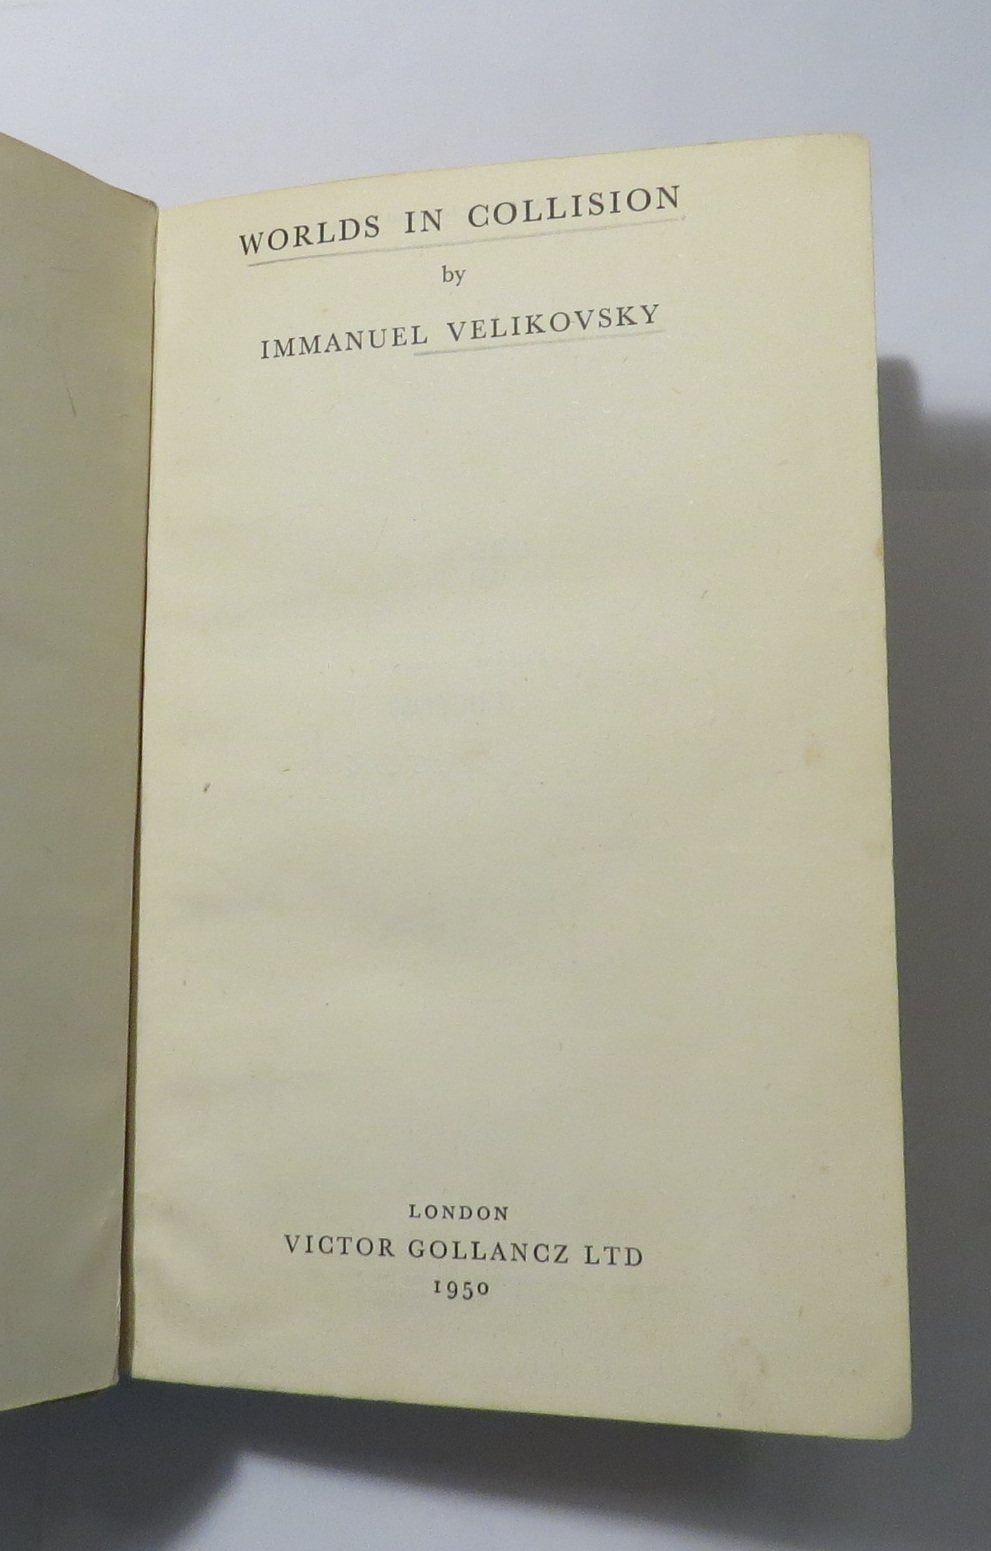 WORLDS IN COLLISION
by
IMMANUEL VELIKOVSKY
LONDON
VICTOR GOLLANCZ LTD
1950